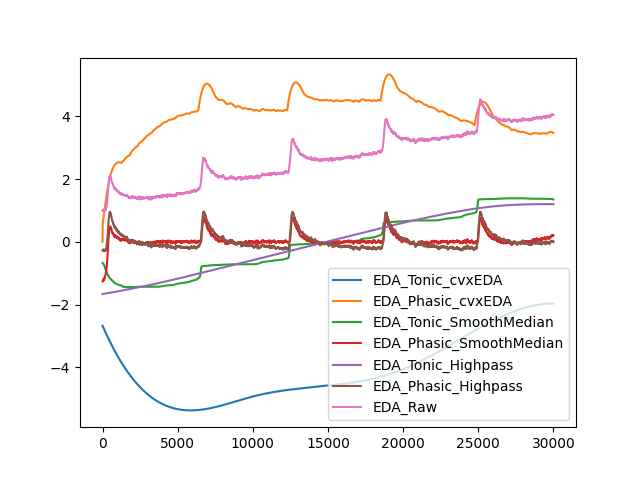 4
2
0
−2
−4
0
5000
10000
15000
20000
25000
30000
EDA_Tonic_cvxEDA
EDA_Phasic_cvxEDA
EDA_Tonic_SmoothMedian
EDA_Phasic_SmoothMedian
EDA_Tonic_Highpass
EDA_Phasic_Highpass
EDA_Raw